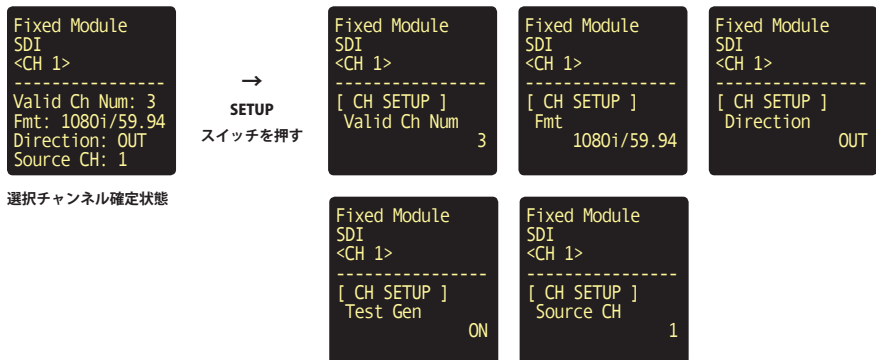 Fixed Module
SDI
<CH 1>
----------------
Valid Ch Num: 3
Fmt: 1080i/59.94
Direction: OUT
Source CH: 1
選択チャンネル確定状態
→
SETUP
スイッチを押す
Fixed Module
SDI
<CH 1>
----------------
[ CH SETUP ]
Valid Ch Num
3
Fixed Module
SDI
<CH 1>
----------------
[ CH SETUP ]
Fmt
1080i/59.94
Fixed Module
SDI
<CH 1>
----------------
[ CH SETUP ]
Direction
OUT
Fixed Module
SDI
<CH 1>
----------------
[ CH SETUP ]
Test Gen
ON
Fixed Module
SDI
<CH 1>
----------------
[ CH SETUP ]
Source CH
1